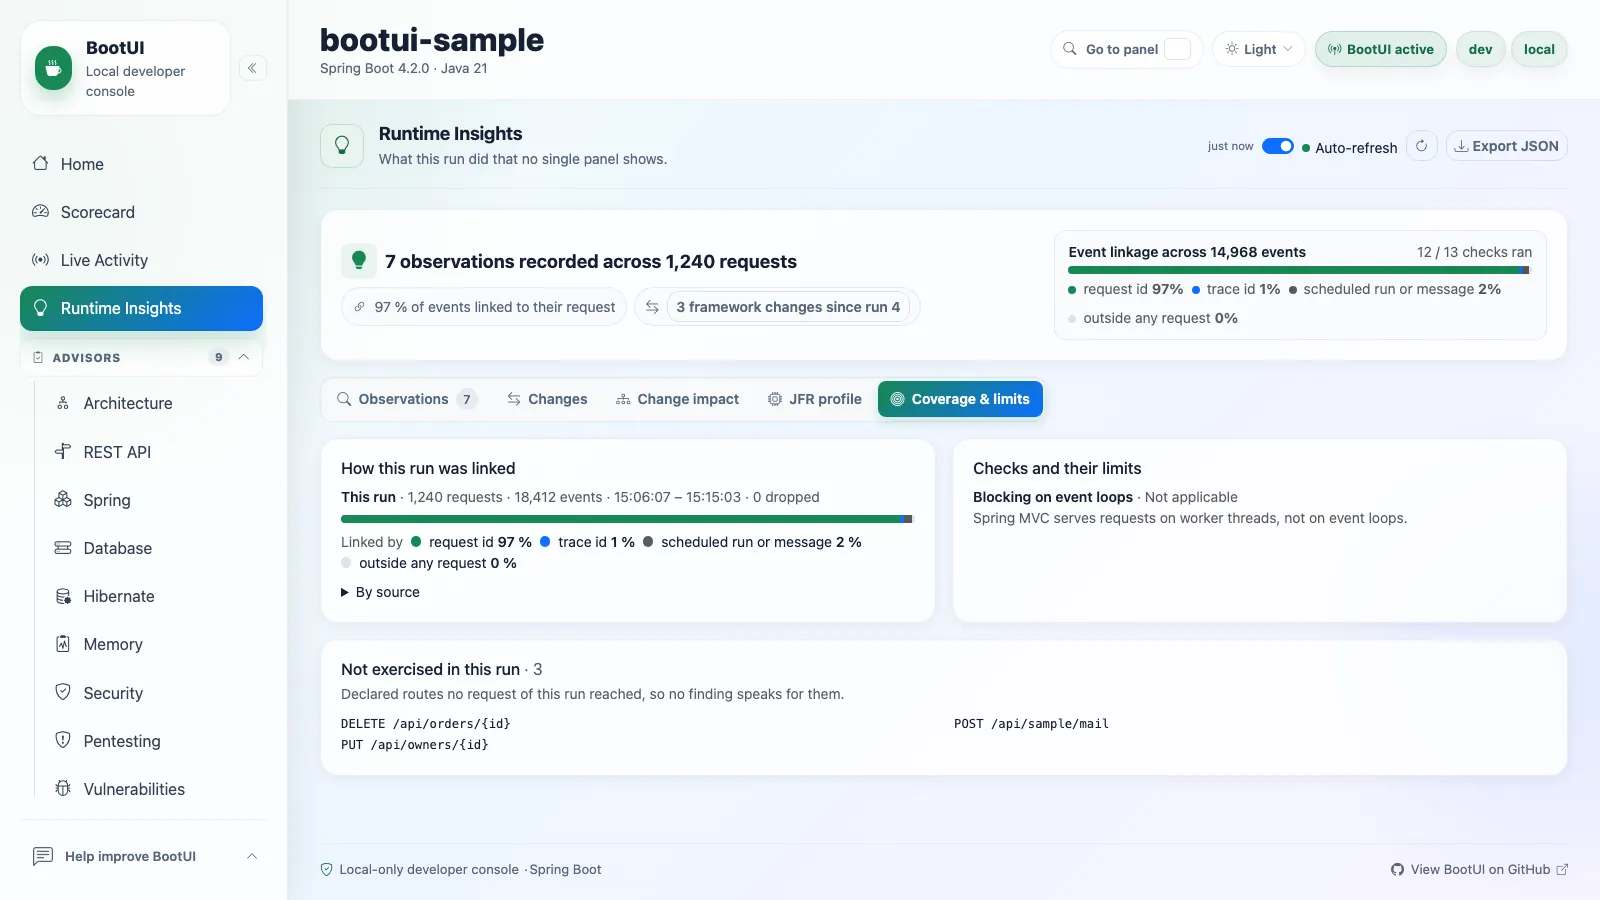 BootUI
Local developer
console
Home
Scorecard
Live Activity
Runtime Insights
ADVISORS 9
Architecture
REST API
Spring
Database
Hibernate
Memory
Security
Pentesting
Vulnerabilities
Help improve BootUI
bootui-sample
Spring Boot 4.2.0 · Java 21
Go to panel
Light
BootUI active
dev
local
Runtime Insights
What this run did that no single panel shows.
just now
Auto-refresh
Export JSON
7 observations recorded across 1,240 requests
97 % of events linked to their request
3 framework changes since run 4
Event linkage across 14,968 events 12 / 13 checks ran
request id 97% trace id 1% scheduled run or message 2%
outside any request 0%
Observations 7
Changes
Change impact
JFR profile
Coverage & limits
How this run was linked
This run · 1,240 requests · 18,412 events · 15:06:07 – 15:15:03 · 0 dropped
Linked by request id 97 % trace id 1 % scheduled run or message 2 %
outside any request 0 %
By source
Checks and their limits
Blocking on event loops · Not applicable
Spring MVC serves requests on worker threads, not on event loops.
Not exercised in this run · 3
Declared routes no request of this run reached, so no finding speaks for them.
DELETE /api/orders/{id}
PUT /api/owners/{id}
POST /api/sample/mail
Local-only developer console · Spring Boot
View BootUI on GitHub